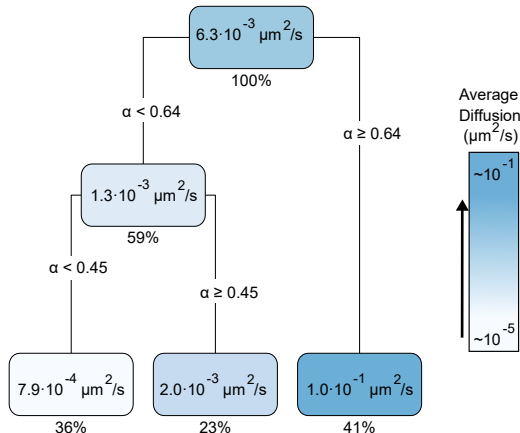 6.3·10⁻³ µm²/s
100%
α < 0.64
α ≥ 0.64
1.3·10⁻³ µm²/s
59%
α < 0.45
α ≥ 0.45
7.9·10⁻⁴ µm²/s
36%
2.0·10⁻³ µm²/s
23%
1.0·10⁻¹ µm²/s
41%
Average
Diffusion
(µm²/s)
~10⁻¹
~10⁻⁵